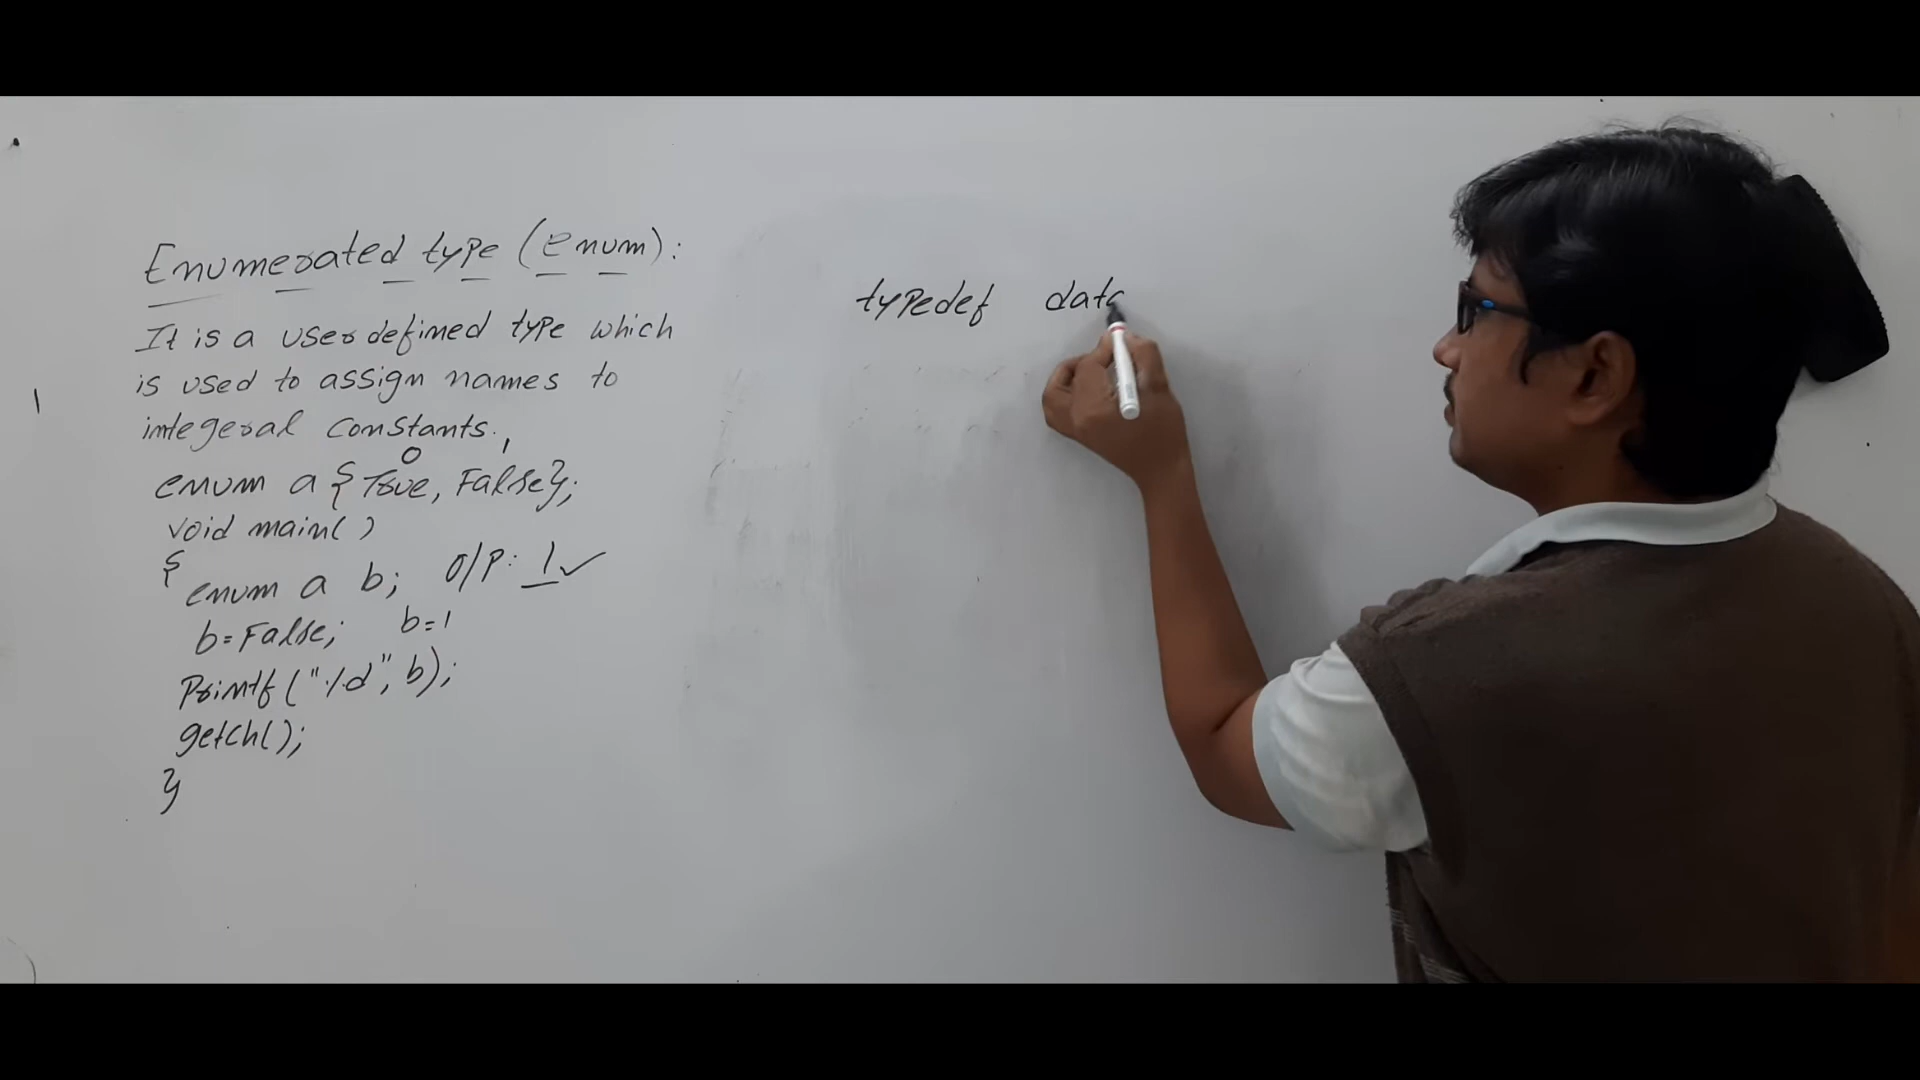 Enumerated type (enum):
It is a user defined type which
is used to assign names to
integeral constants.
0 1
enum a {True, False};
void main()
{
enum a b; O/P: 1 ✓
b=False; b=1
Printf("%d", b);
getch();
}
typedef data